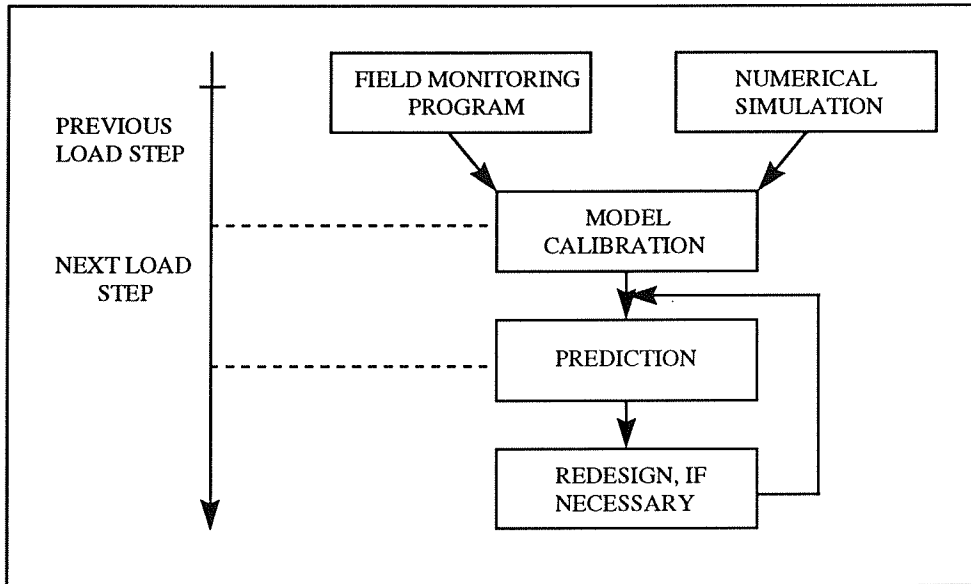 FIELD MONITORING
PROGRAM
NUMERICAL
SIMULATION
PREVIOUS
LOAD STEP
MODEL
CALIBRATION
NEXT LOAD
STEP
PREDICTION
REDESIGN, IF
NECESSARY